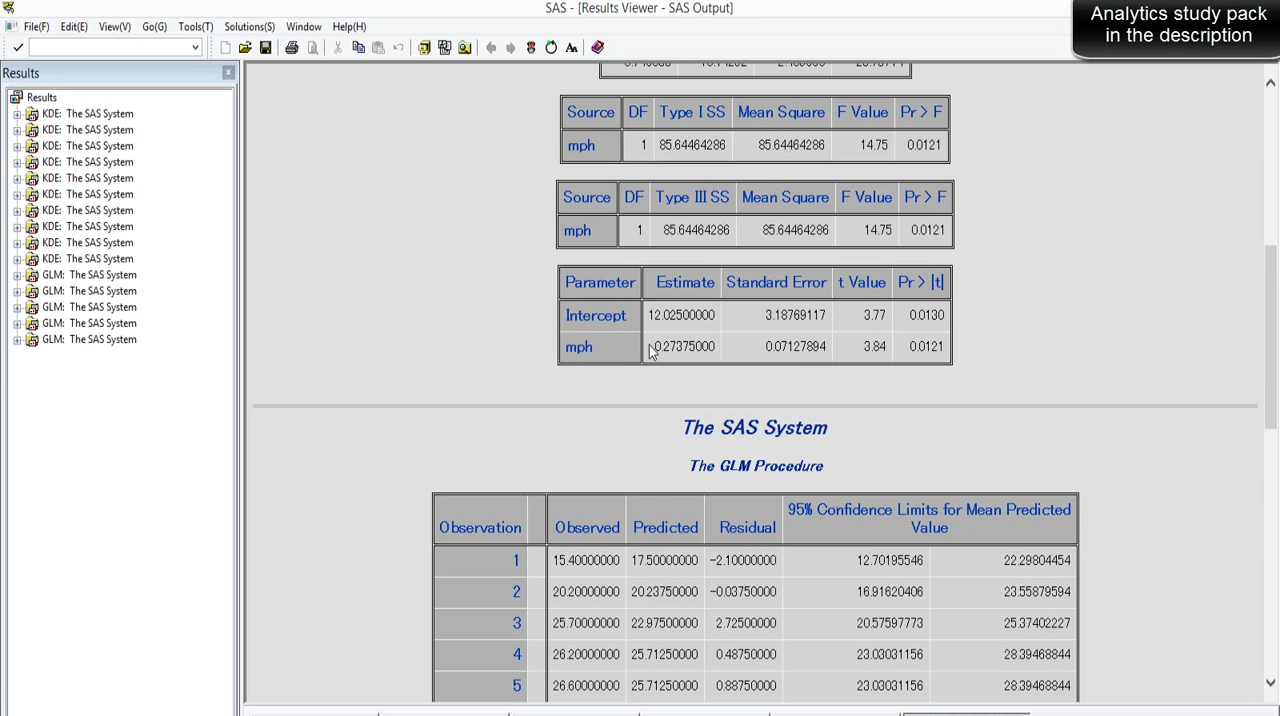 SAS - [Results Viewer - SAS Output]
Analytics study pack
in the description
File(F) Edit(E) View(V) Go(G) Tools(T) Solutions(S) Window Help(H)
Results
Results
KDE: The SAS System
KDE: The SAS System
KDE: The SAS System
KDE: The SAS System
KDE: The SAS System
KDE: The SAS System
KDE: The SAS System
KDE: The SAS System
KDE: The SAS System
KDE: The SAS System
GLM: The SAS System
GLM: The SAS System
GLM: The SAS System
GLM: The SAS System
GLM: The SAS System
Source DF Type I SS Mean Square F Value Pr > F
mph 1 85.64464286 85.64464286 14.75 0.0121
Source DF Type III SS Mean Square F Value Pr > F
mph 1 85.64464286 85.64464286 14.75 0.0121
Parameter Estimate Standard Error t Value Pr > |t|
Intercept 12.02500000 3.18769117 3.77 0.0130
mph 0.27375000 0.07127894 3.84 0.0121
The SAS System
The GLM Procedure
Observation Observed Predicted Residual 95% Confidence Limits for Mean Predicted
Value
1 15.40000000 17.50000000 -2.10000000 12.70195546 22.29804454
2 20.20000000 20.23750000 -0.03750000 16.91620406 23.55879594
3 25.70000000 22.97500000 2.72500000 20.57597773 25.37402227
4 26.20000000 25.71250000 0.48750000 23.03031156 28.39468844
5 26.60000000 25.71250000 0.88750000 23.03031156 28.39468844